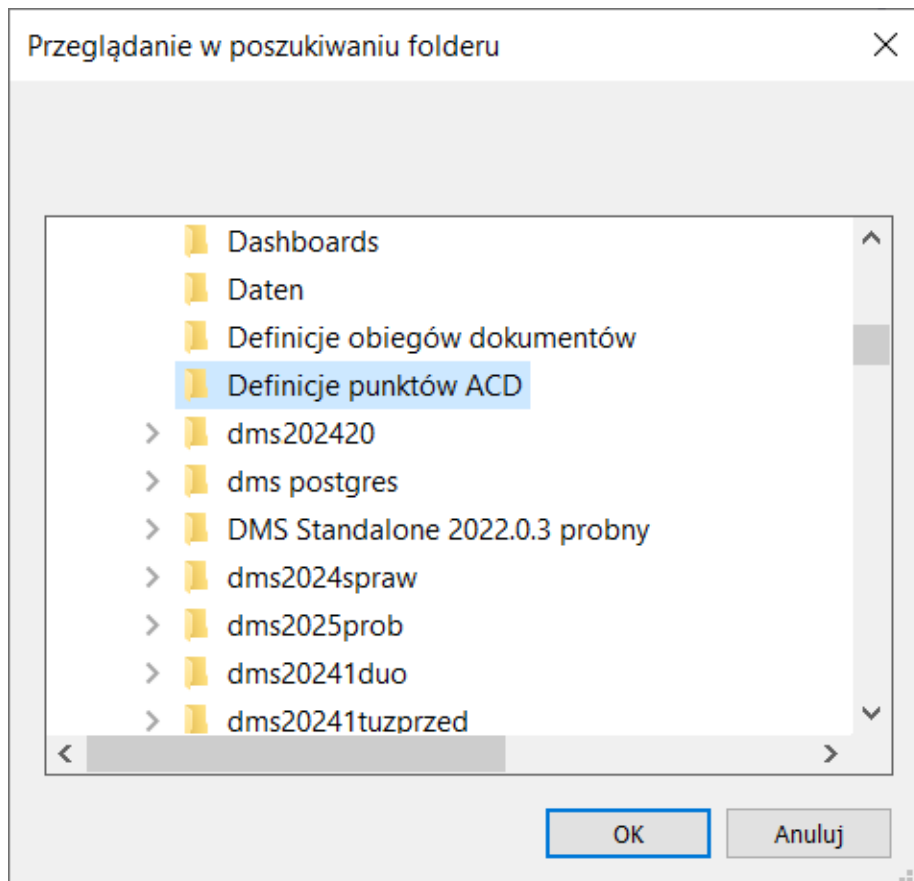 Przeglądanie w poszukiwaniu folderu
Dashboards
Daten
Definicje obiegów dokumentów
Definicje punktów ACD
dms202420
dms postgres
DMS Standalone 2022.0.3 probny
dms2024spraw
dms2025prob
dms20241duo
dms20241tuzprzed
OK
Anuluj